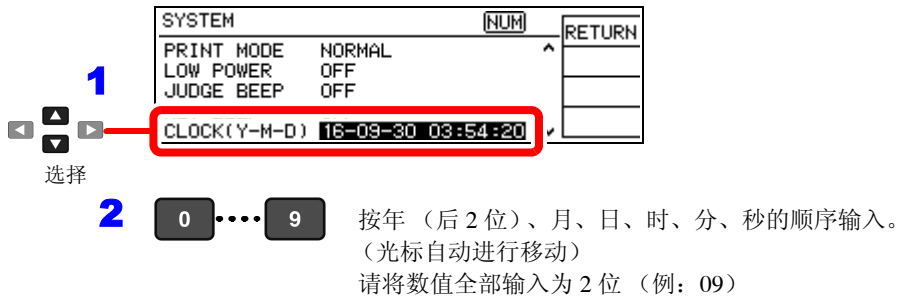 SYSTEM NUM RETURN
PRINT MODE NORMAL
LOW POWER OFF
JUDGE BEEP OFF
1
CLOCK(Y-M-D) 16-09-30 03:54:20
选择
2 0 9 按年 （后 2 位）、月、日、时、分、秒的顺序输入。
（光标自动进行移动）
请将数值全部输入为 2 位 （例：09）